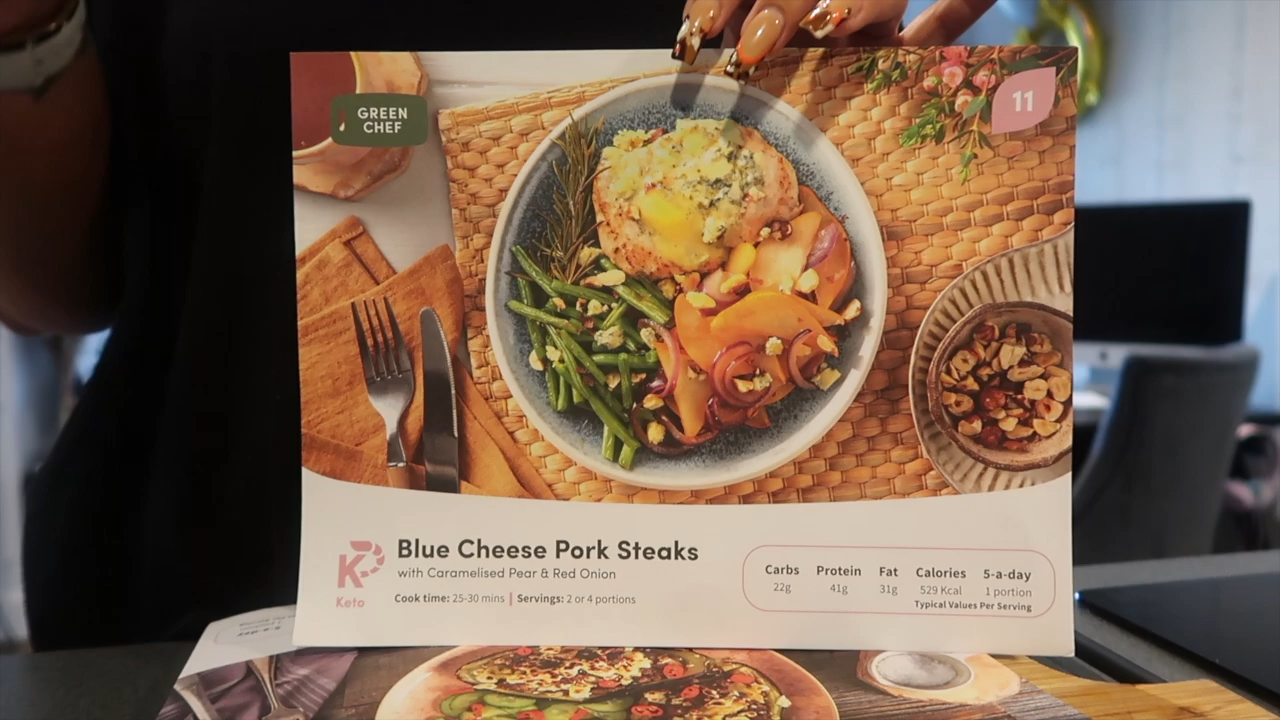 GREEN
CHEF
11
K
Keto
Blue Cheese Pork Steaks
with Caramelised Pear & Red Onion
Cook time: 25-30 mins | Servings: 2 or 4 portions
Carbs Protein Fat Calories 5-a-day
22g 41g 31g 529 Kcal 1 portion
Typical Values Per Serving
5-a-day